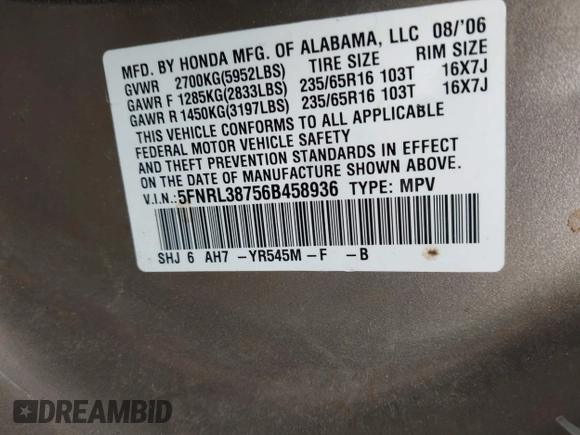 MFD. BY HONDA MFG. OF ALABAMA, LLC 08/'06
GVWR 2700KG(5952LBS) TIRE SIZE RIM SIZE
GAWR F 1285KG(2833LBS) 235/65R16 103T 16X7J
GAWR R 1450KG(3197LBS) 235/65R16 103T 16X7J
THIS VEHICLE CONFORMS TO ALL APPLICABLE
FEDERAL MOTOR VEHICLE SAFETY
AND THEFT PREVENTION STANDARDS IN EFFECT
ON THE DATE OF MANUFACTURE SHOWN ABOVE.
V.I.N.: 5FNRL38756B458936 TYPE: MPV
SHJ 6 AH7 -YR545M-F -B
DREAMBID